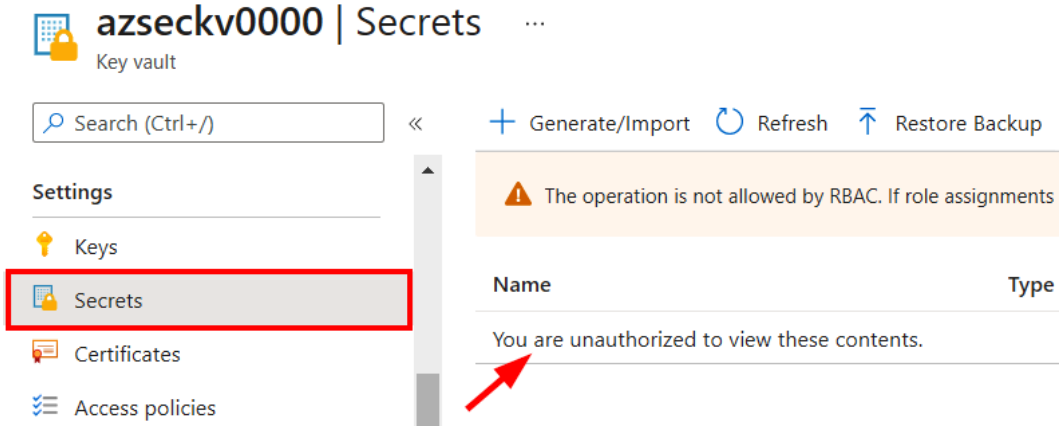 azseckv0000 | Secrets ...
Key vault
Search (Ctrl+/)
«
Generate/Import Refresh Restore Backup
Settings
The operation is not allowed by RBAC. If role assignments
Keys
Name Type
Secrets
You are unauthorized to view these contents.
Certificates
Access policies